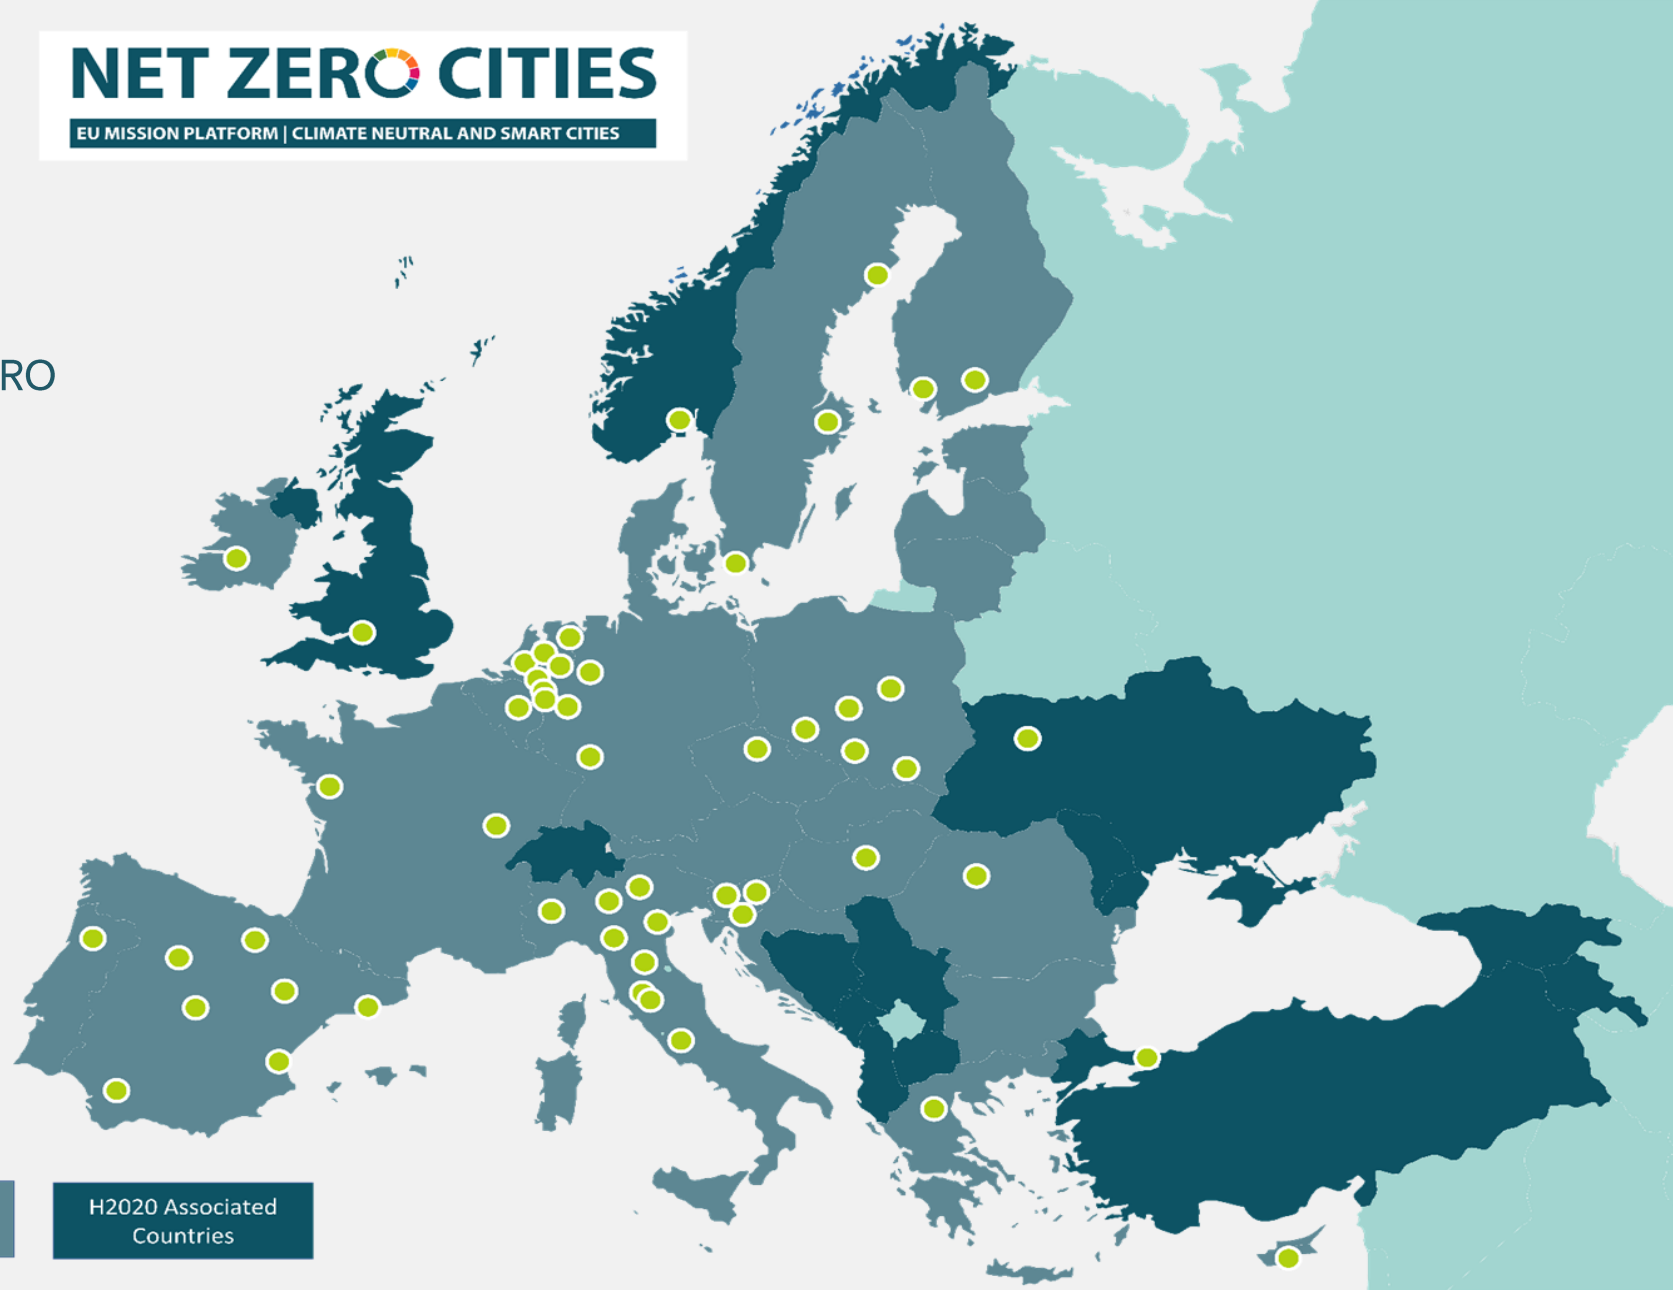 NET ZERO CITIES
EU MISSION PLATFORM | CLIMATE NEUTRAL AND SMART CITIES
RO
H2020 Associated
Countries